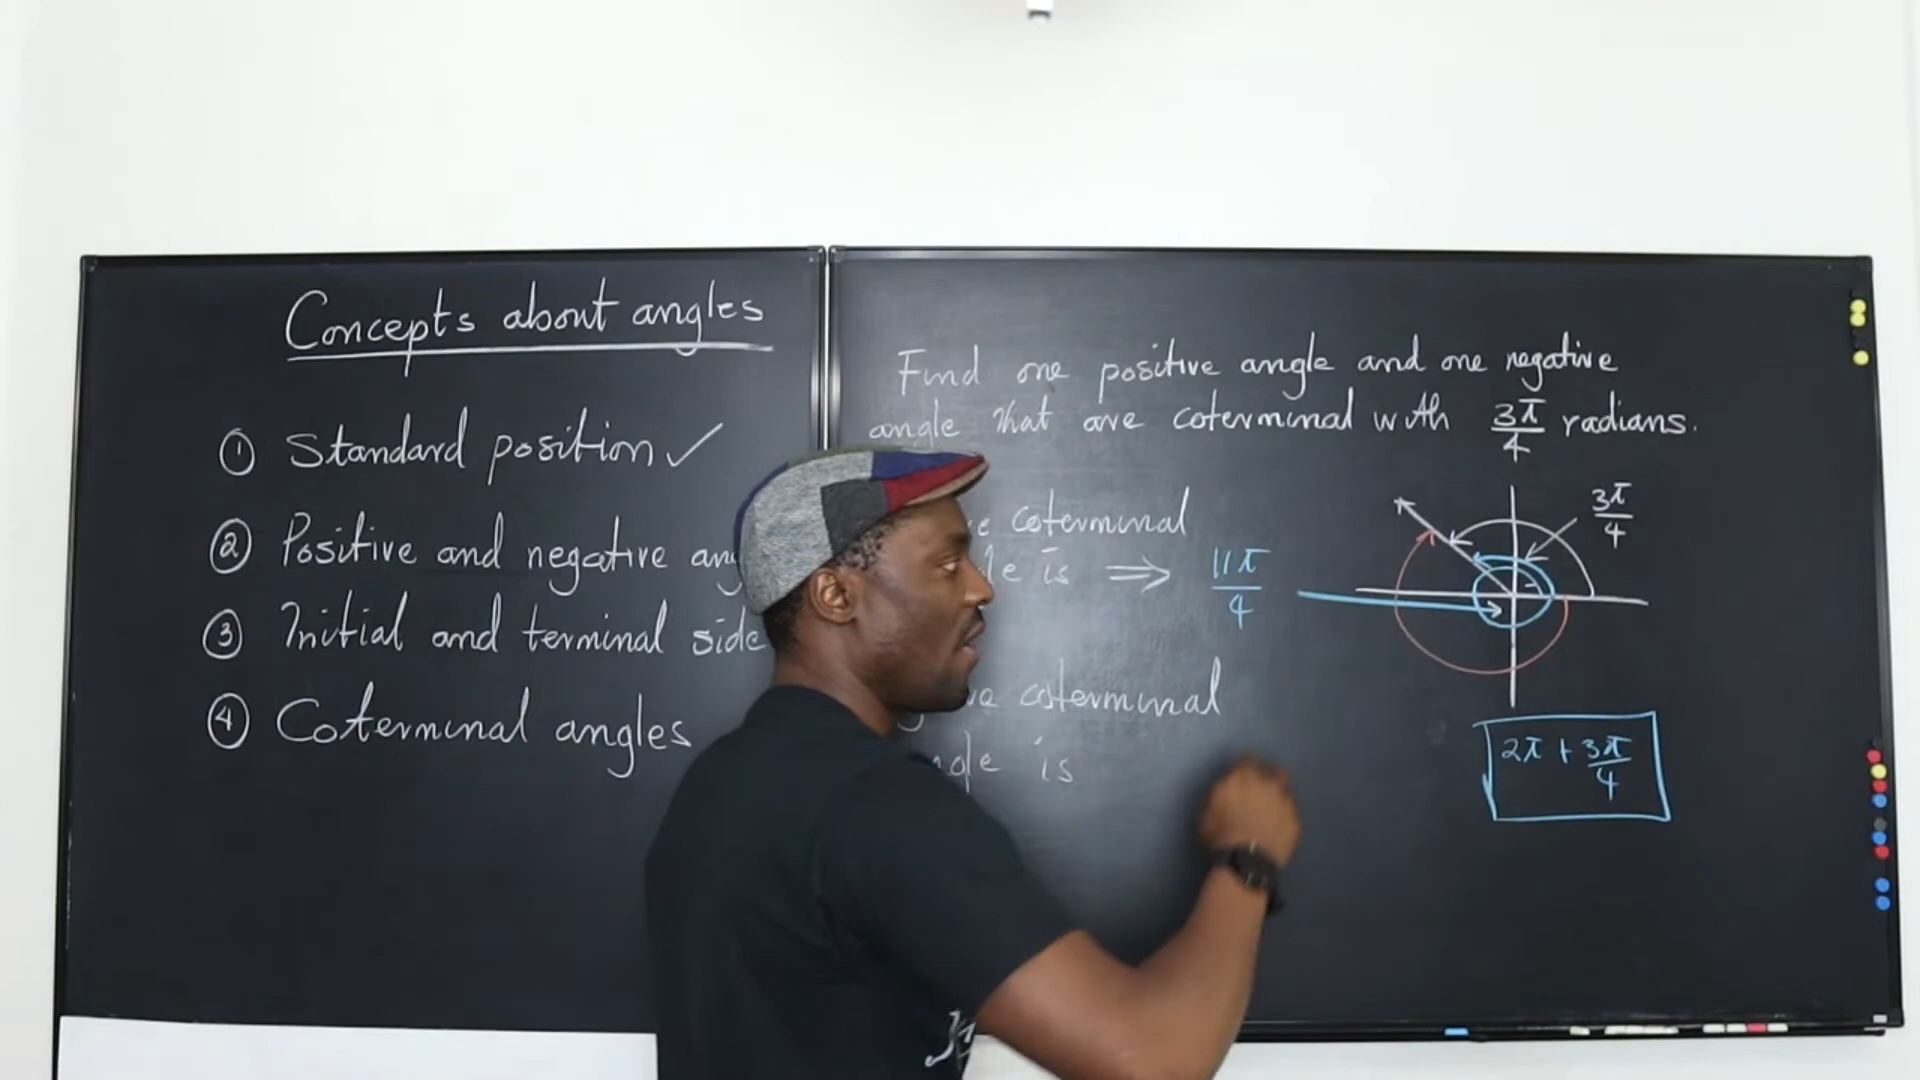 Concepts about angles
① Standard position ✓
② Positive and negative ang
③ Initial and terminal side
④ Coterminal angles
Find one positive angle and one negative
angle that are coterminal with 3π/4 radians.
coterminal
is ⟹ 11π/4
coterminal
is
3π/4
2π + 3π/4